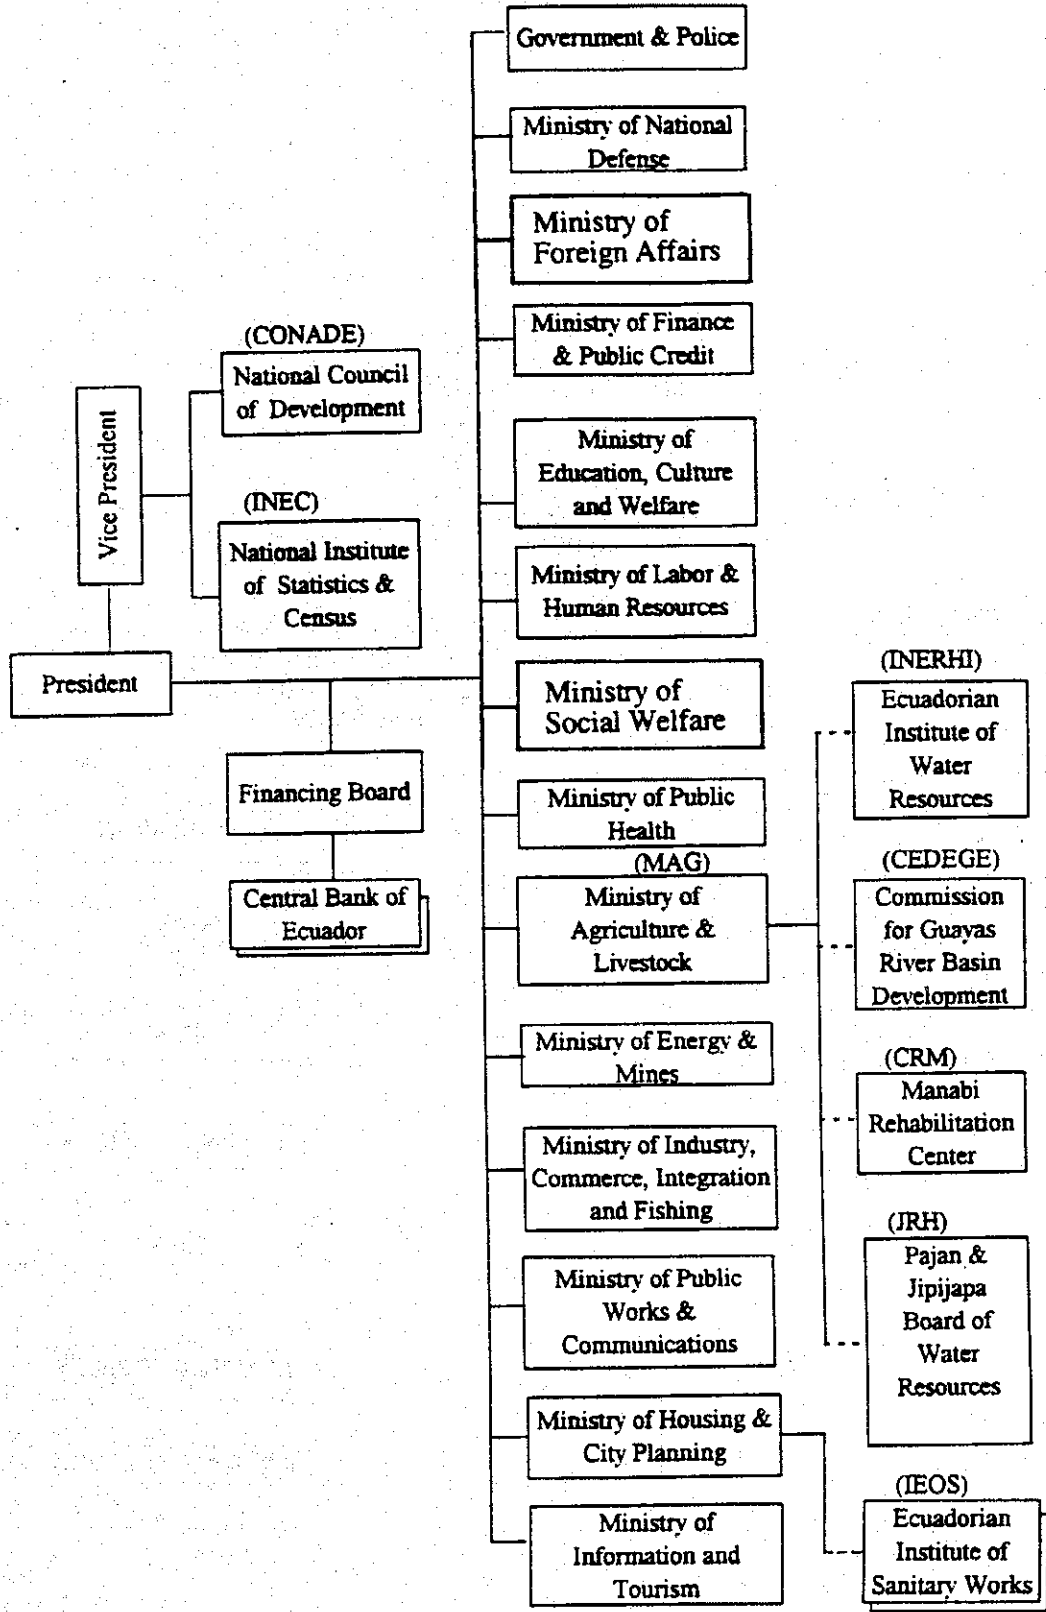 Government & Police
Ministry of National
Defense
Ministry of
Foreign Affairs
Ministry of Finance
& Public Credit
Ministry of
Education, Culture
and Welfare
Ministry of Labor &
Human Resources
Ministry of
Social Welfare
Ministry of Public
Health
(MAG)
Ministry of
Agriculture &
Livestock
Ministry of Energy &
Mines
Ministry of Industry,
Commerce, Integration
and Fishing
Ministry of Public
Works &
Communications
Ministry of Housing &
City Planning
Ministry of
Information and
Tourism
(CONADE)
National Council
of Development
Vice President
(INEC)
National Institute
of Statistics &
Census
President
Financing Board
Central Bank of
Ecuador
(INERHI)
Ecuadorian
Institute of
Water
Resources
(CEDEGE)
Commission
for Guayas
River Basin
Development
(CRM)
Manabi
Rehabilitation
Center
(JRH)
Pajan &
Jipijapa
Board of
Water
Resources
(IEOS)
Ecuadorian
Institute of
Sanitary Works